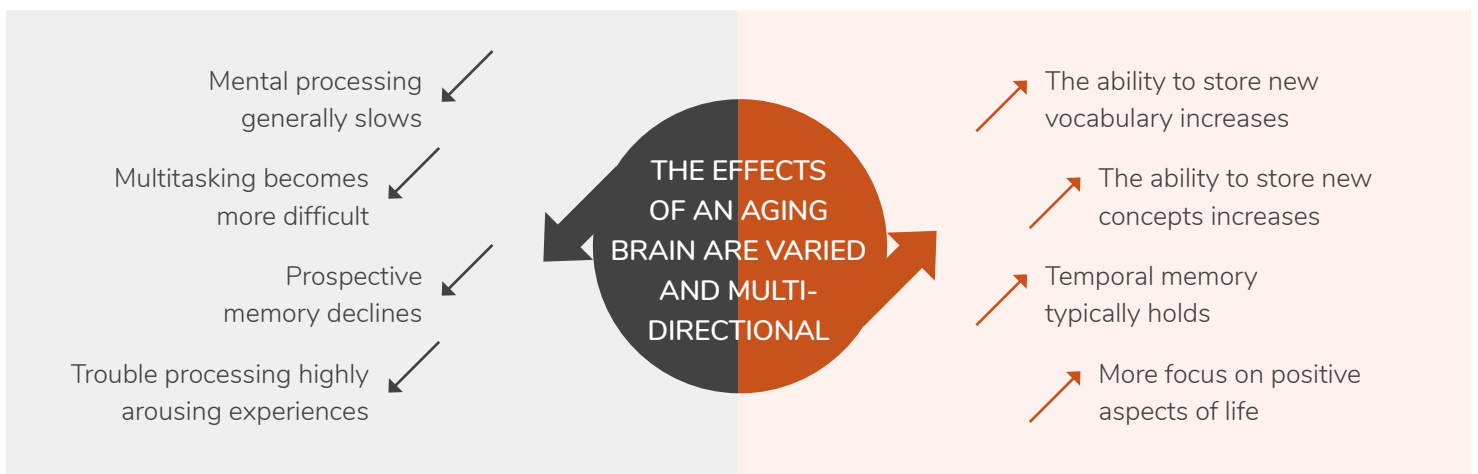 Mental processing
generally slows
Multitasking becomes
more difficult
Prospective
memory declines
Trouble processing highly
arousing experiences
THE EFFECTS
OF AN AGING
BRAIN ARE VARIED
AND MULTI-
DIRECTIONAL
The ability to store new
vocabulary increases
The ability to store new
concepts increases
Temporal memory
typically holds
More focus on positive
aspects of life